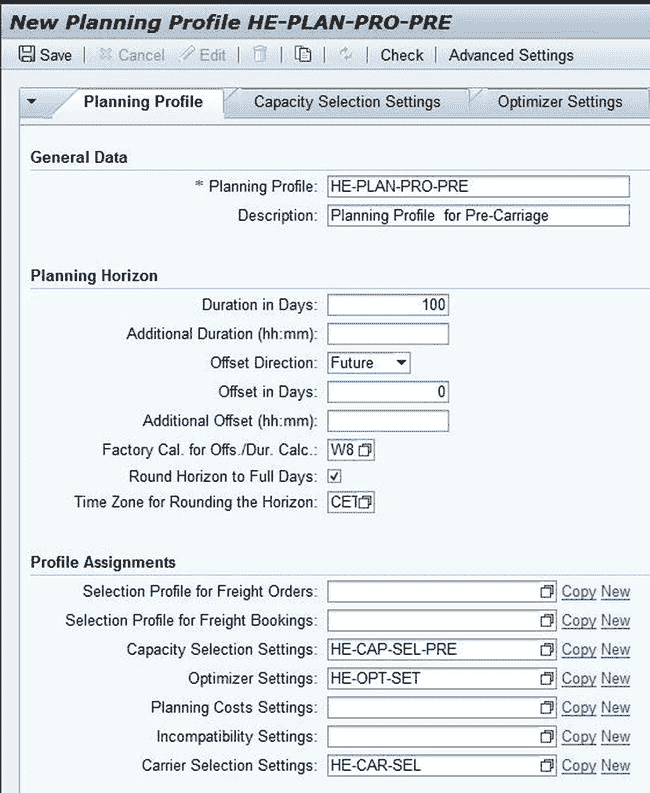 New Planning Profile HE-PLAN-PRO-PRE
Save Cancel Edit Check Advanced Settings
Planning Profile Capacity Selection Settings Optimizer Settings
General Data
* Planning Profile: HE-PLAN-PRO-PRE
Description: Planning Profile for Pre-Carriage
Planning Horizon
Duration in Days: 100
Additional Duration (hh:mm):
Offset Direction: Future
Offset in Days: 0
Additional Offset (hh:mm):
Factory Cal. for Offs./Dur. Calc.: W8
Round Horizon to Full Days:
Time Zone for Rounding the Horizon: CET
Profile Assignments
Selection Profile for Freight Orders: Copy New
Selection Profile for Freight Bookings: Copy New
Capacity Selection Settings: HE-CAP-SEL-PRE Copy New
Optimizer Settings: HE-OPT-SET Copy New
Planning Costs Settings: Copy New
Incompatibility Settings: Copy New
Carrier Selection Settings: HE-CAR-SEL Copy New